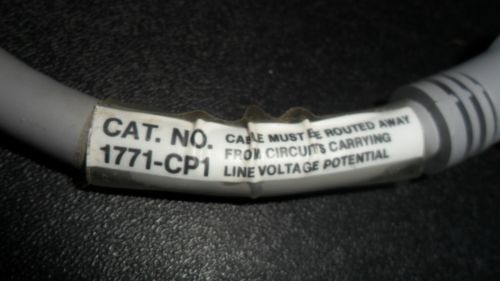 CAT. NO.
1771-CP1
CABLE MUST BE ROUTED AWAY
FROM CIRCUITS CARRYING
LINE VOLTAGE POTENTIAL